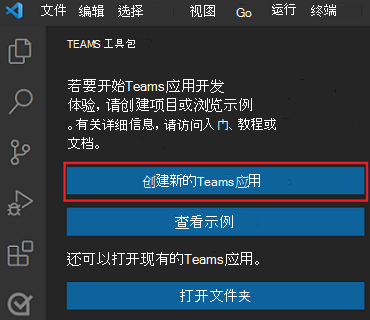 文件 编辑 选择 视图 Go 运行 终端
TEAMS 工具包
若要开始Teams应用开发
体验，请创建项目或浏览示例
。有关详细信息，请访问入门、教程或
文档。
创建新的Teams应用
查看示例
还可以打开现有的Teams应用。
打开文件夹